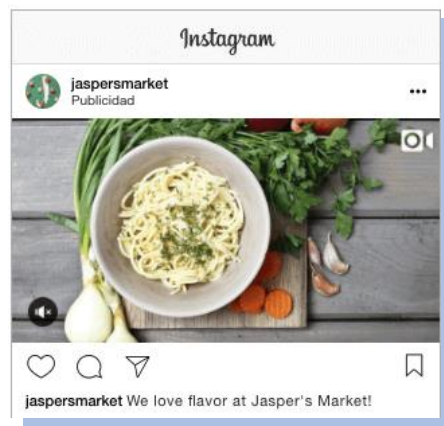 Instagram
jaspersmarket
Publicidad
jaspersmarket We love flavor at Jasper's Market!